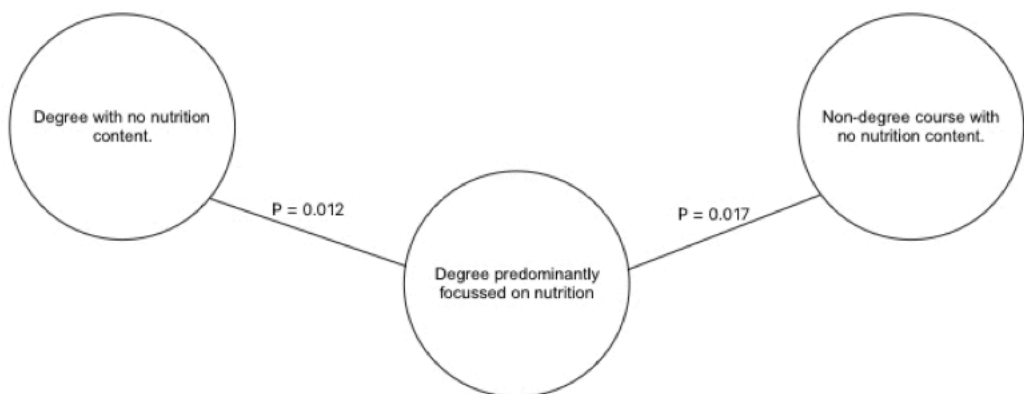 Degree with no nutrition
content.
Non-degree course with
no nutrition content.
P = 0.012
P = 0.017
Degree predominantly
focussed on nutrition